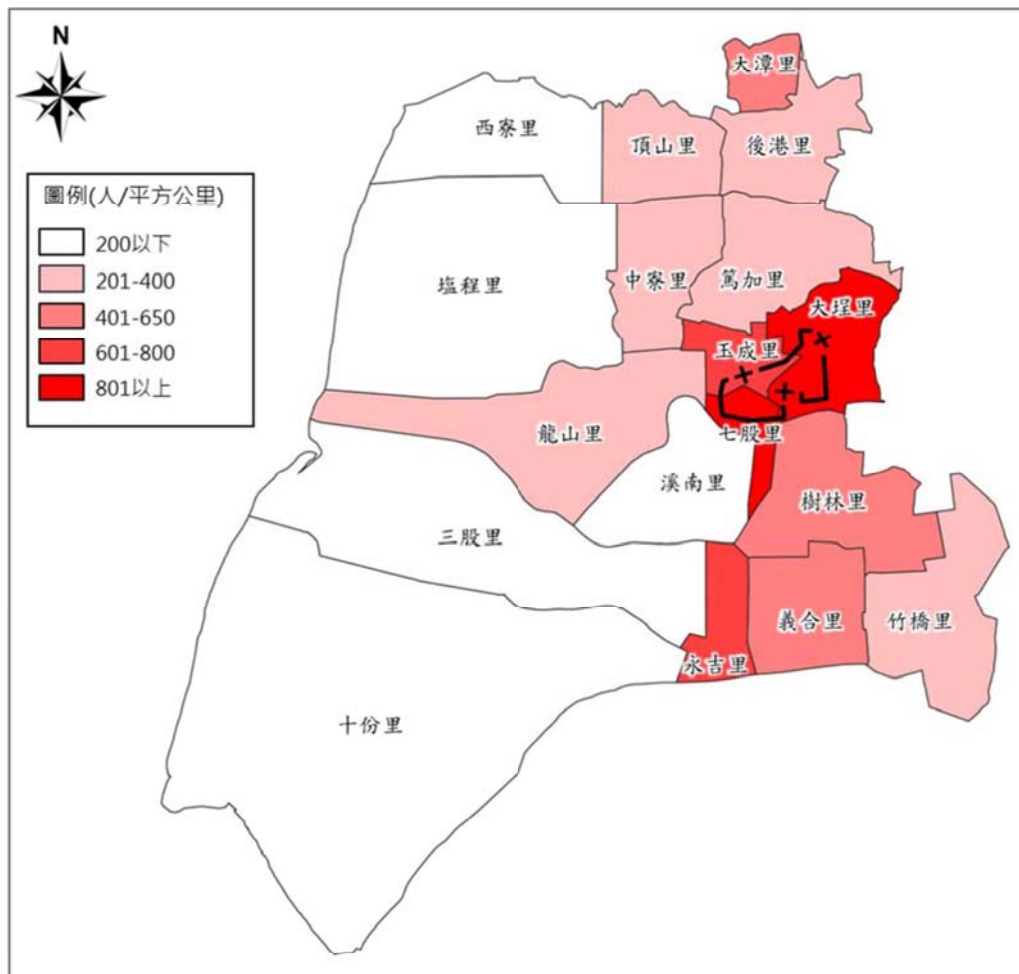 N
大潭里
西寮里
頂山里
後港里
圖例(人/平方公里)
200以下
201-400
401-650
601-800
801以上
塩程里
中寮里
篤加里
大埕里
玉成里
龍山里
七股里
溪南里
樹林里
三股里
義合里
竹橋里
永吉里
十份里